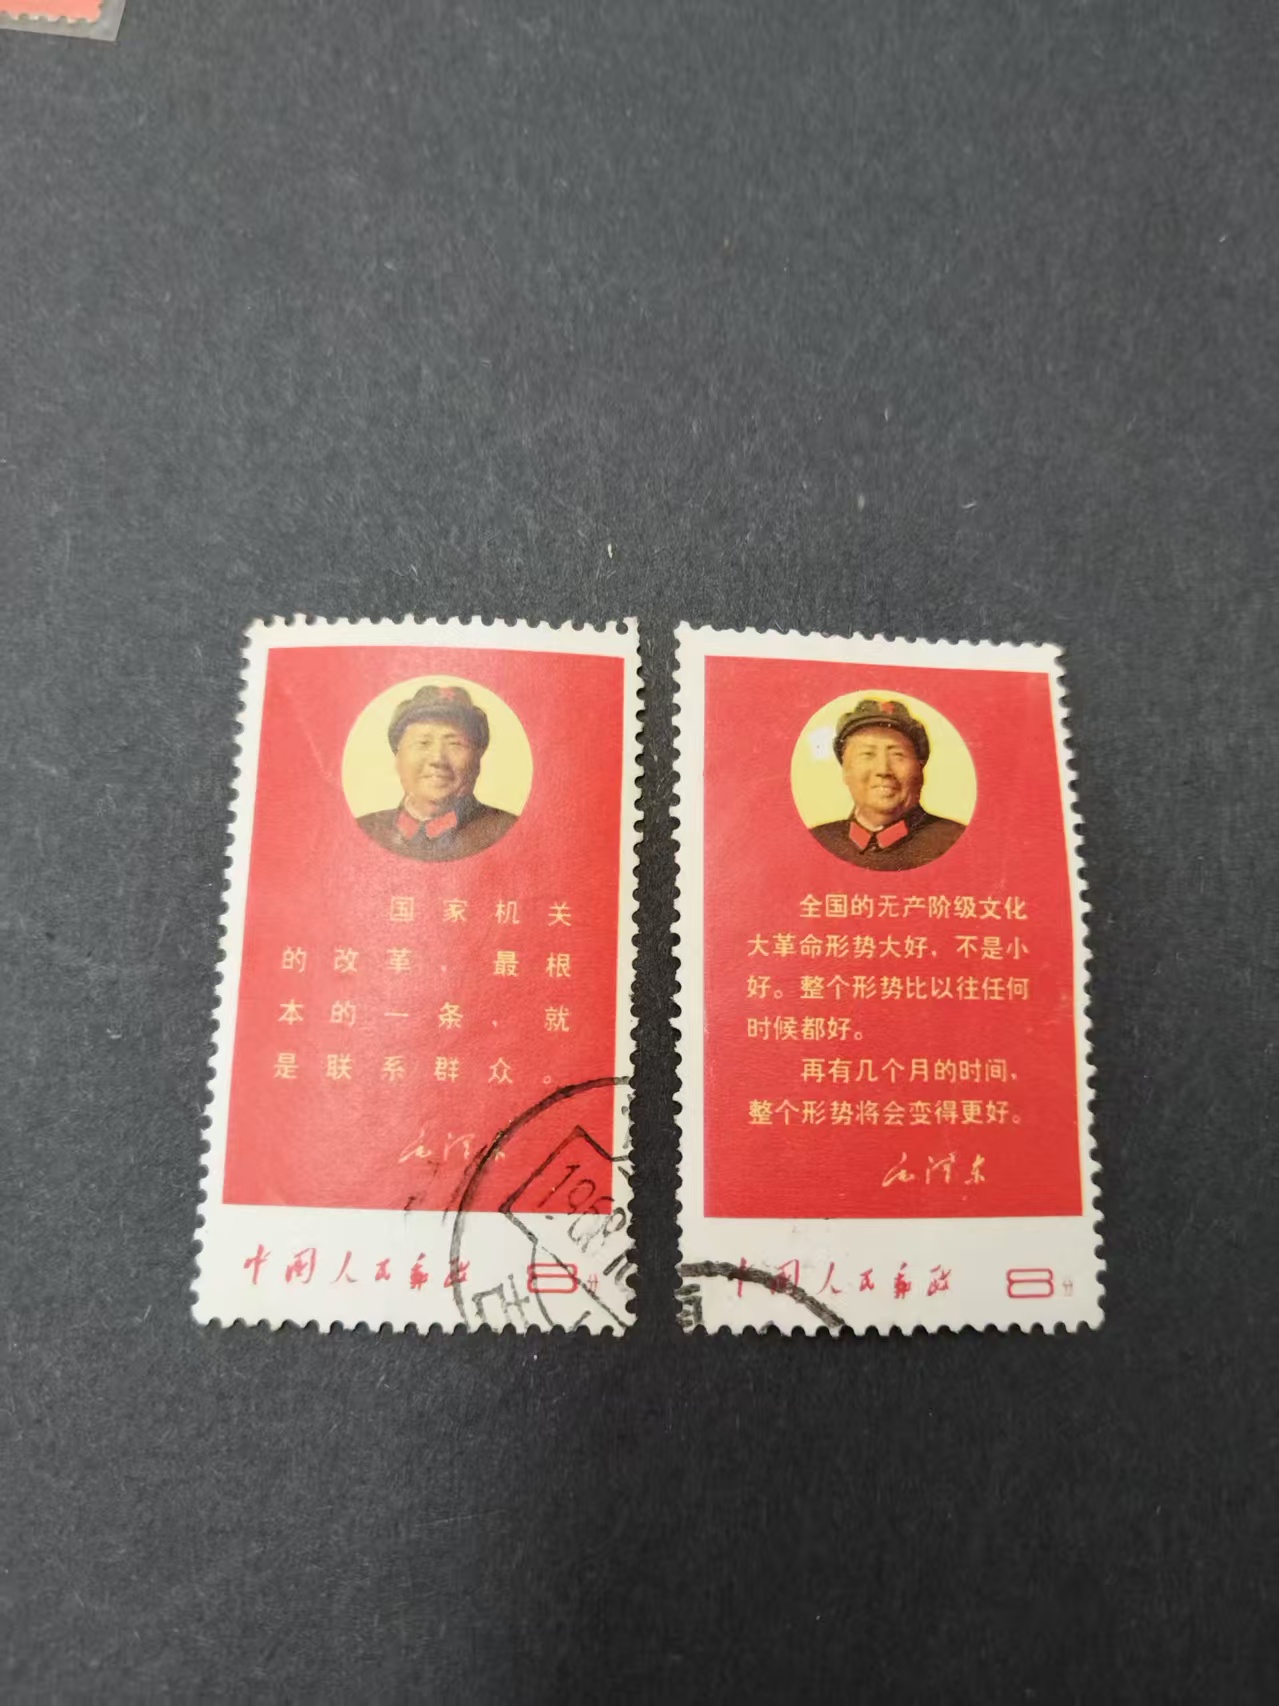 国家机关
的改革，最根
本的一条，就
是联系群众。
毛泽东
中国人民邮政 8分
全国的无产阶级文化
大革命形势大好，不是小
好。整个形势比以往任何
时候都好。
再有几个月的时间，
整个形势将会变得更好。
毛泽东
中国人民邮政 8分